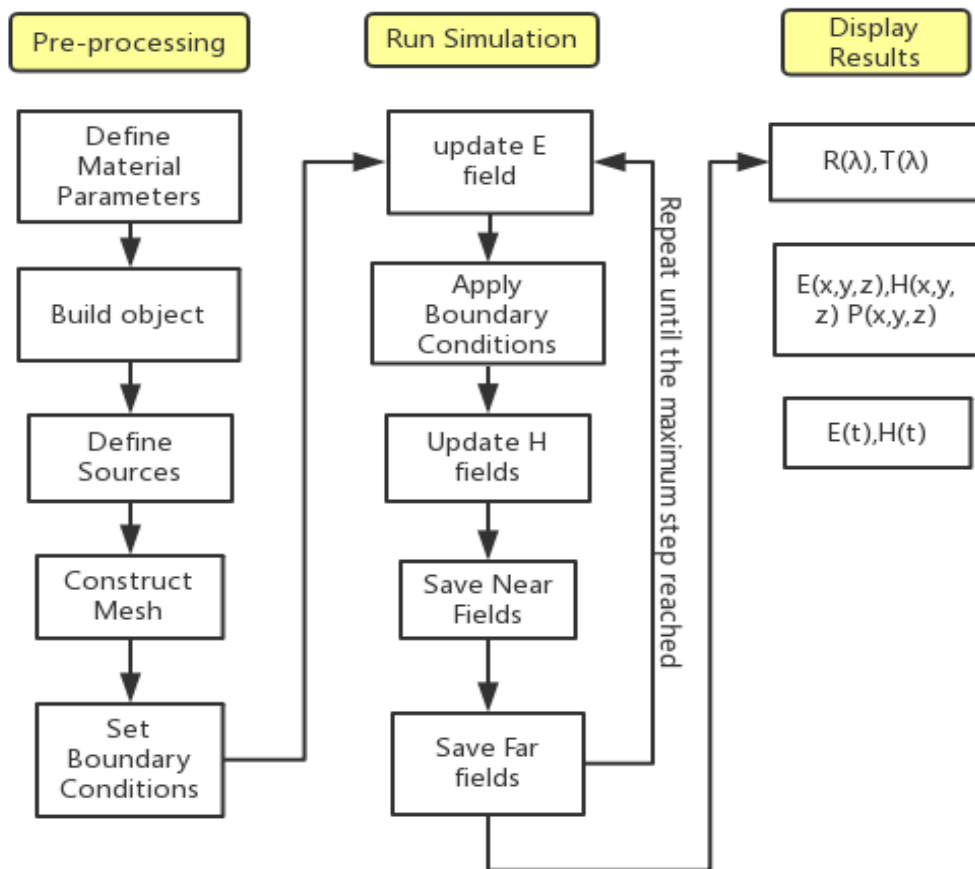 Pre-processing
Define
Material
Parameters
Build object
Define
Sources
Construct
Mesh
Set
Boundary
Conditions
Run Simulation
update E
field
Apply
Boundary
Conditions
Update H
fields
Save Near
Fields
Save Far
fields
Repeat until the maximum step reached
Display
Results
R(λ),T(λ)
E(x,y,z),H(x,y,
z) P(x,y,z)
E(t),H(t)